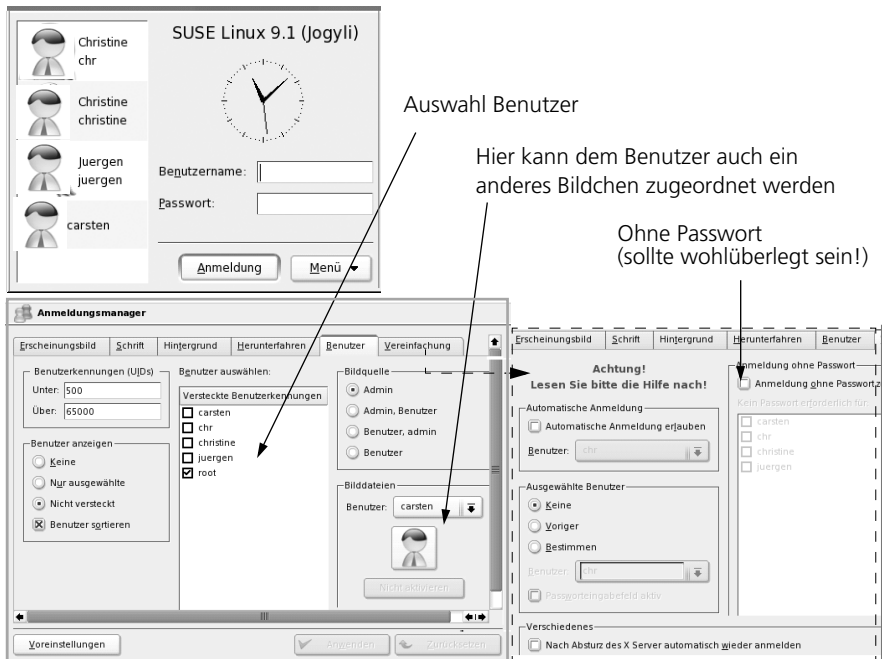 SUSE Linux 9.1 (Jogyli)
Christine
chr
Christine
christine
Juergen
juergen
carsten
Benutzername:
Passwort:
Anmeldung
Menü
Auswahl Benutzer
Hier kann dem Benutzer auch ein
anderes Bildchen zugeordnet werden
Ohne Passwort
(sollte wohlüberlegt sein!)
Anmeldungsmanager
Erscheinungsbild Schrift Hintergrund Herunterfahren Benutzer Vereinfachung
Benutzerkennungen (UIDs)
Unter: 500
Über: 65000
Benutzer anzeigen
Keine
Nur ausgewählte
Nicht versteckt
Benutzer sortieren
Benutzer auswählen:
Versteckte Benutzerkennungen
carsten
chr
christine
juergen
root
Bildquelle
Admin
Admin, Benutzer
Benutzer, admin
Benutzer
Bilddateien
Benutzer: carsten
Nicht aktivieren
Voreinstellungen
Anwenden
Zurücksetzen
Erscheinungsbild Schrift Hintergrund Herunterfahren Benutzer
Achtung!
Lesen Sie bitte die Hilfe nach!
Automatische Anmeldung
Automatische Anmeldung erlauben
Benutzer: chr
Ausgewählte Benutzer
Keine
Voriger
Bestimmen
Benutzer: chr
Passworteingabefeld aktiv
Anmeldung ohne Passwort
Anmeldung ohne Passwort z
Kein Passwort erforderlich für:
carsten
chr
christine
juergen
Verschiedenes
Nach Absturz des X Server automatisch wieder anmelden